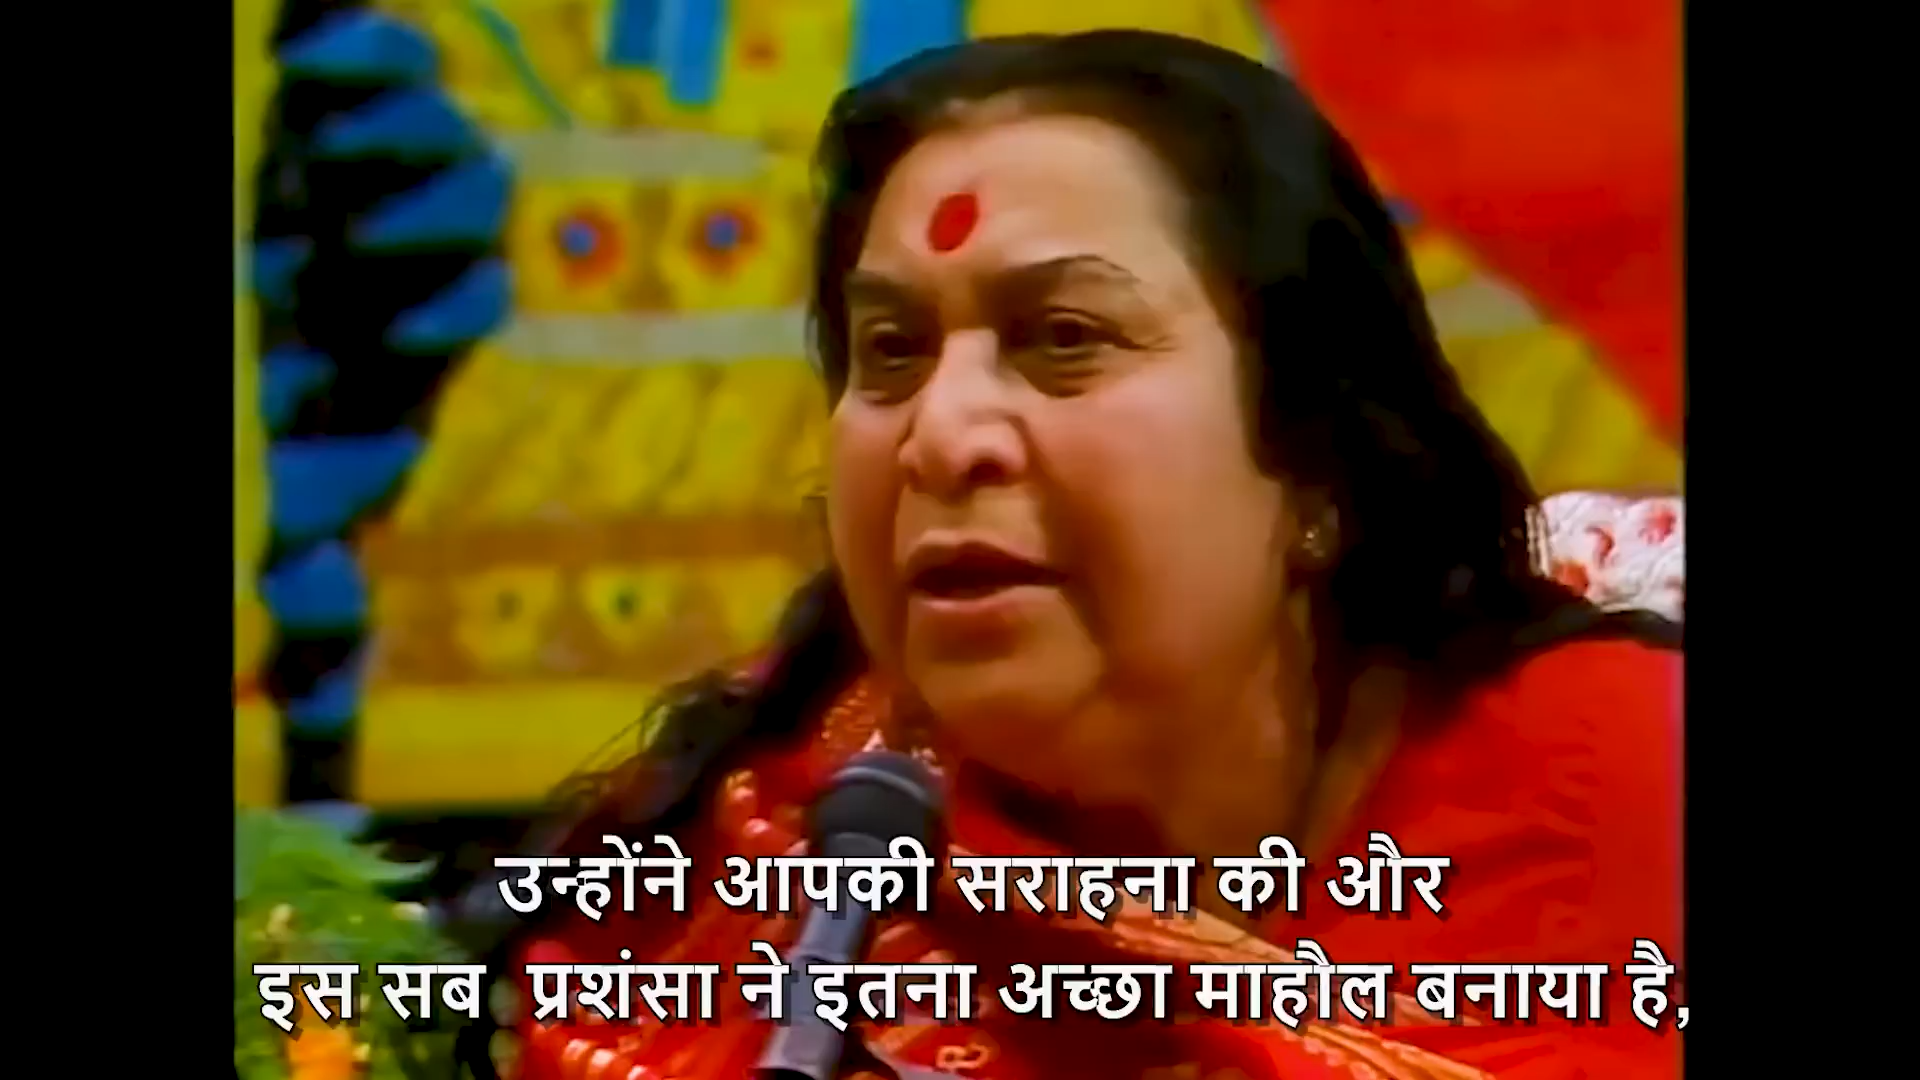 उन्होंने आपकी सराहना की और
इस सब प्रशंसा ने इतना अच्छा माहौल बनाया है,